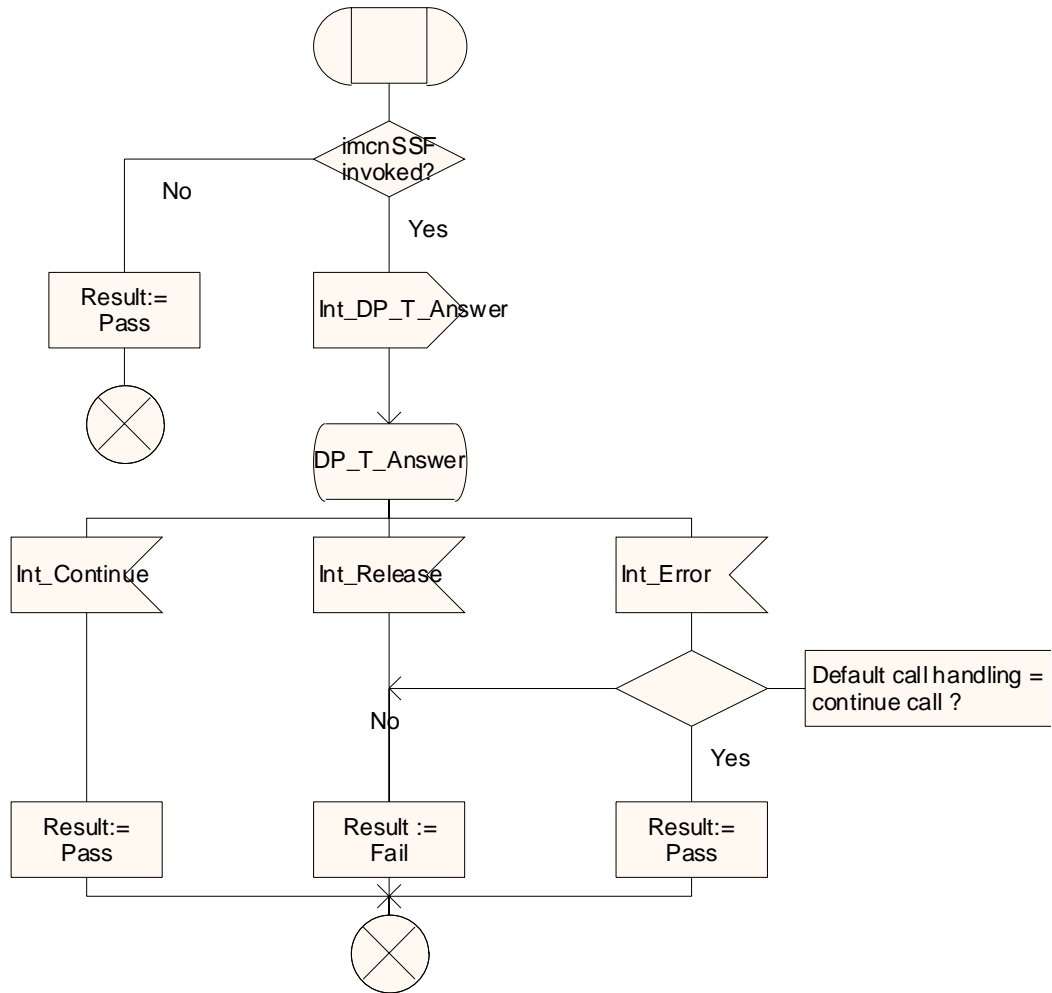 imcnSSF
invoked?
No
Yes
Result:=
Pass
Int_DP_T_Answer
DP_T_Answer
Int_Continue
Int_Release
Int_Error
Default call handling =
continue call ?
No
Yes
Result:=
Pass
Result :=
Fail
Result:=
Pass